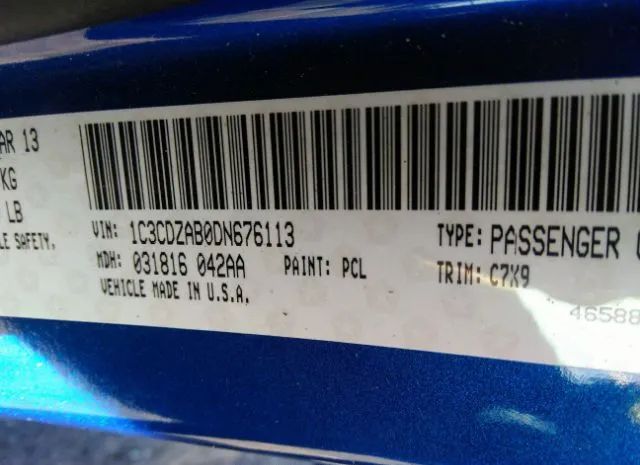 AR 13
KG
LB
LE SAFETY.
VIN: 1C3CDZAB0DN676113
TYPE: PASSENGER
MDH: 031816 042AA
PAINT: PCL
TRIM: C7X9
VEHICLE MADE IN U.S.A.
46588